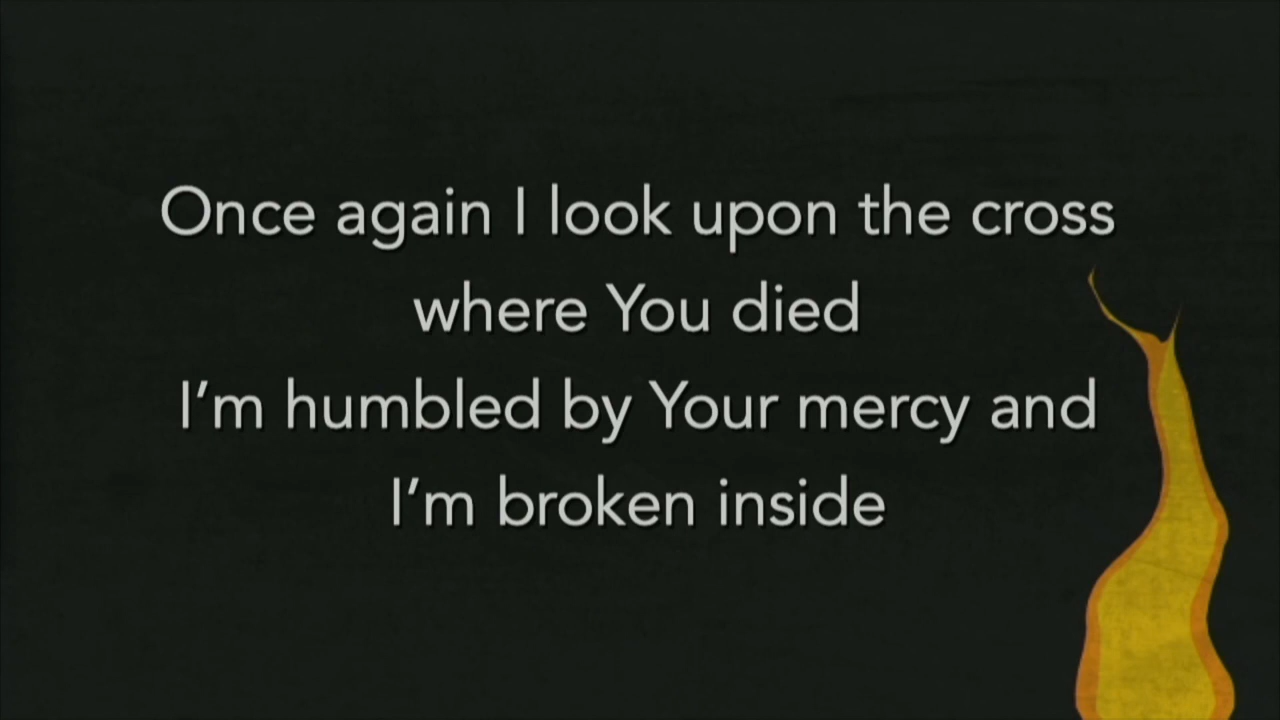 Once again I look upon the cross
where You died
I’m humbled by Your mercy and
I’m broken inside